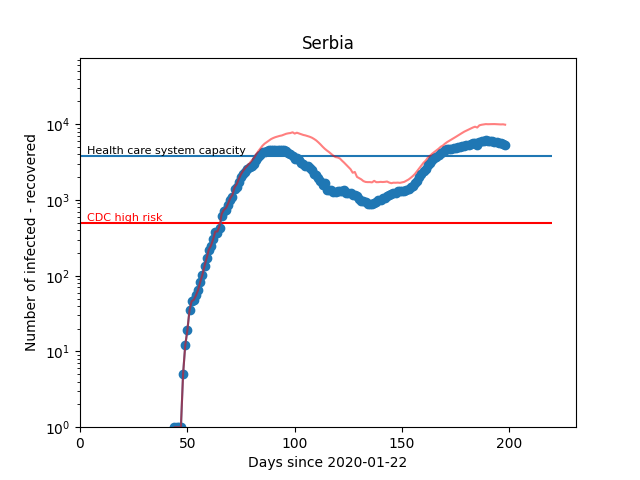 Serbia
Number of infected - recovered
10^4
10^3
10^2
10^1
10^0
Health care system capacity
CDC high risk
0 50 100 150 200
Days since 2020-01-22